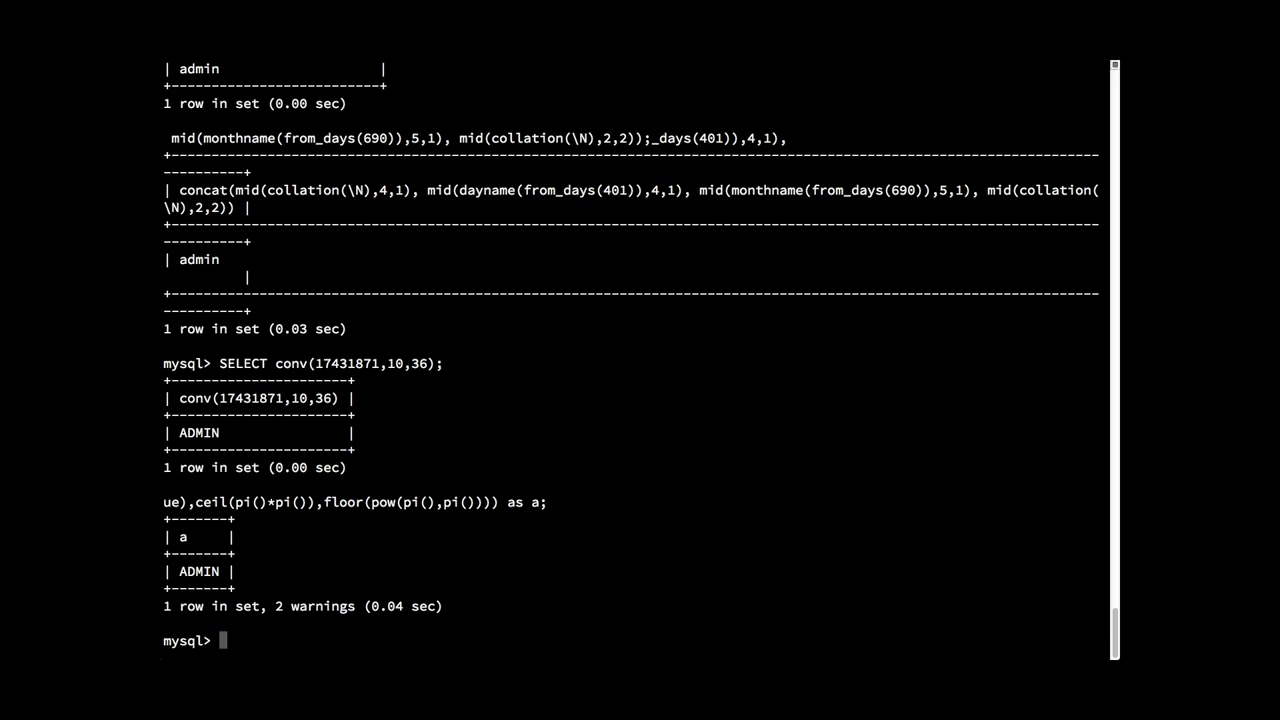 | admin                   |
+--------------------------+
1 row in set (0.00 sec)
 mid(monthname(from_days(690)),5,1), mid(collation(\N),2,2));_days(401)),4,1),
+---------------------------------------------------------------------------------------------------------------------
----------+
| concat(mid(collation(\N),4,1), mid(dayname(from_days(401)),4,1), mid(monthname(from_days(690)),5,1), mid(collation(
\N),2,2)) |
+---------------------------------------------------------------------------------------------------------------------
----------+
| admin
          |
+---------------------------------------------------------------------------------------------------------------------
----------+
1 row in set (0.03 sec)
mysql> SELECT conv(17431871,10,36);
+----------------------+
| conv(17431871,10,36) |
+----------------------+
| ADMIN                |
+----------------------+
1 row in set (0.00 sec)
ue),ceil(pi()*pi()),floor(pow(pi(),pi()))) as a;
+-------+
| a     |
+-------+
| ADMIN |
+-------+
1 row in set, 2 warnings (0.04 sec)
mysql>